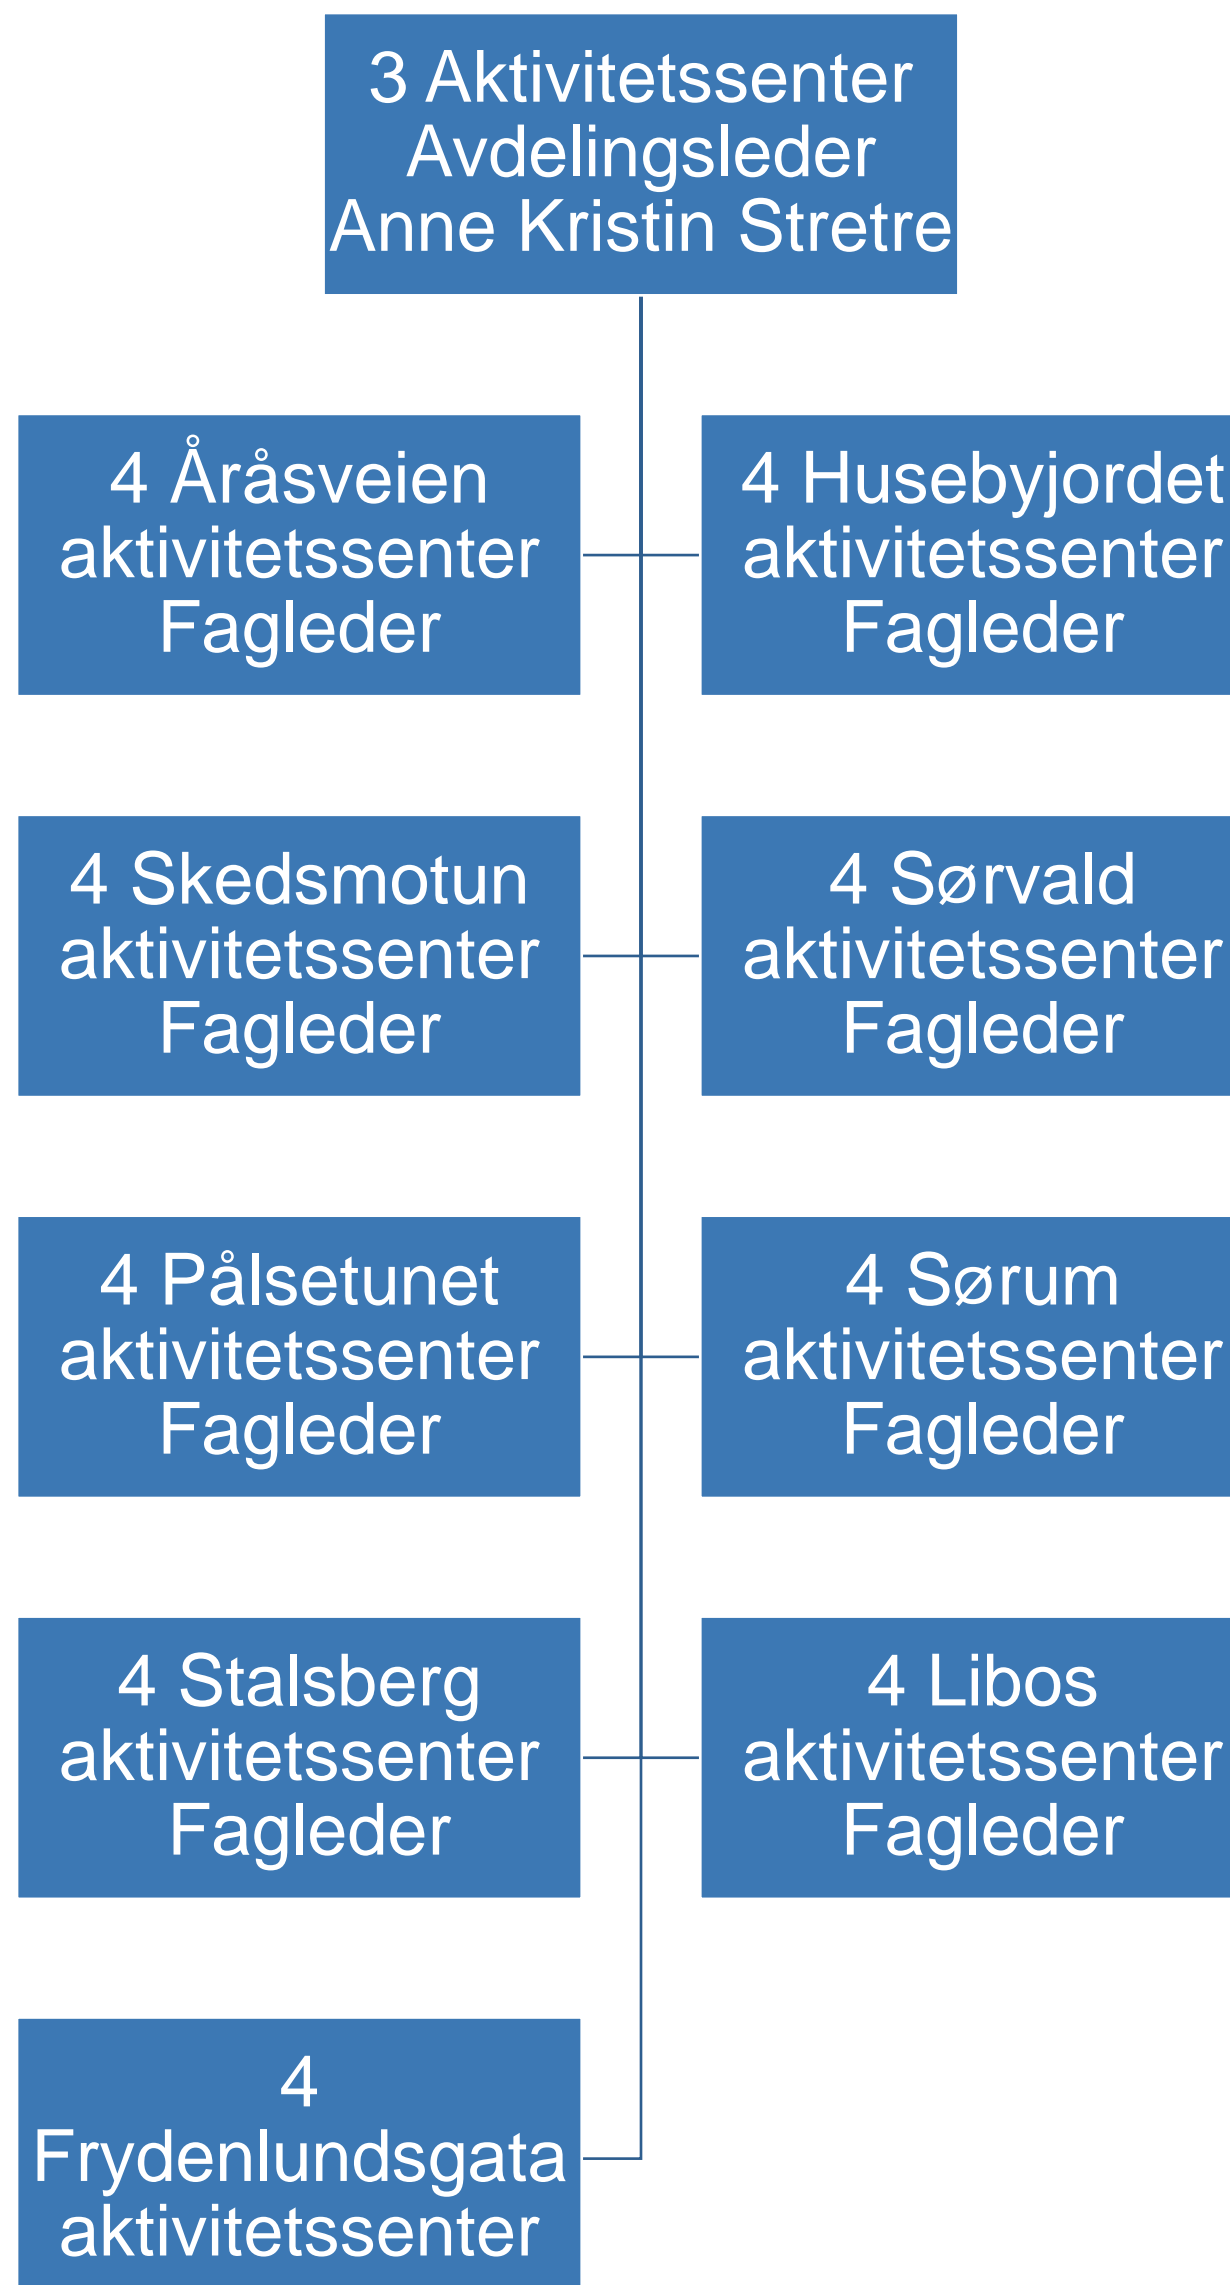 3 Aktivitetssenter
Avdelingsleder
Anne Kristin Stretre
4 Åråsveien
aktivitetssenter
Fagleder
4 Husebyjordet
aktivitetssenter
Fagleder
4 Skedsmotun
aktivitetssenter
Fagleder
4 Sørvald
aktivitetssenter
Fagleder
4 Pålsetunet
aktivitetssenter
Fagleder
4 Sørum
aktivitetssenter
Fagleder
4 Stalsberg
aktivitetssenter
Fagleder
4 Libos
aktivitetssenter
Fagleder
4
Frydenlundsgata
aktivitetssenter